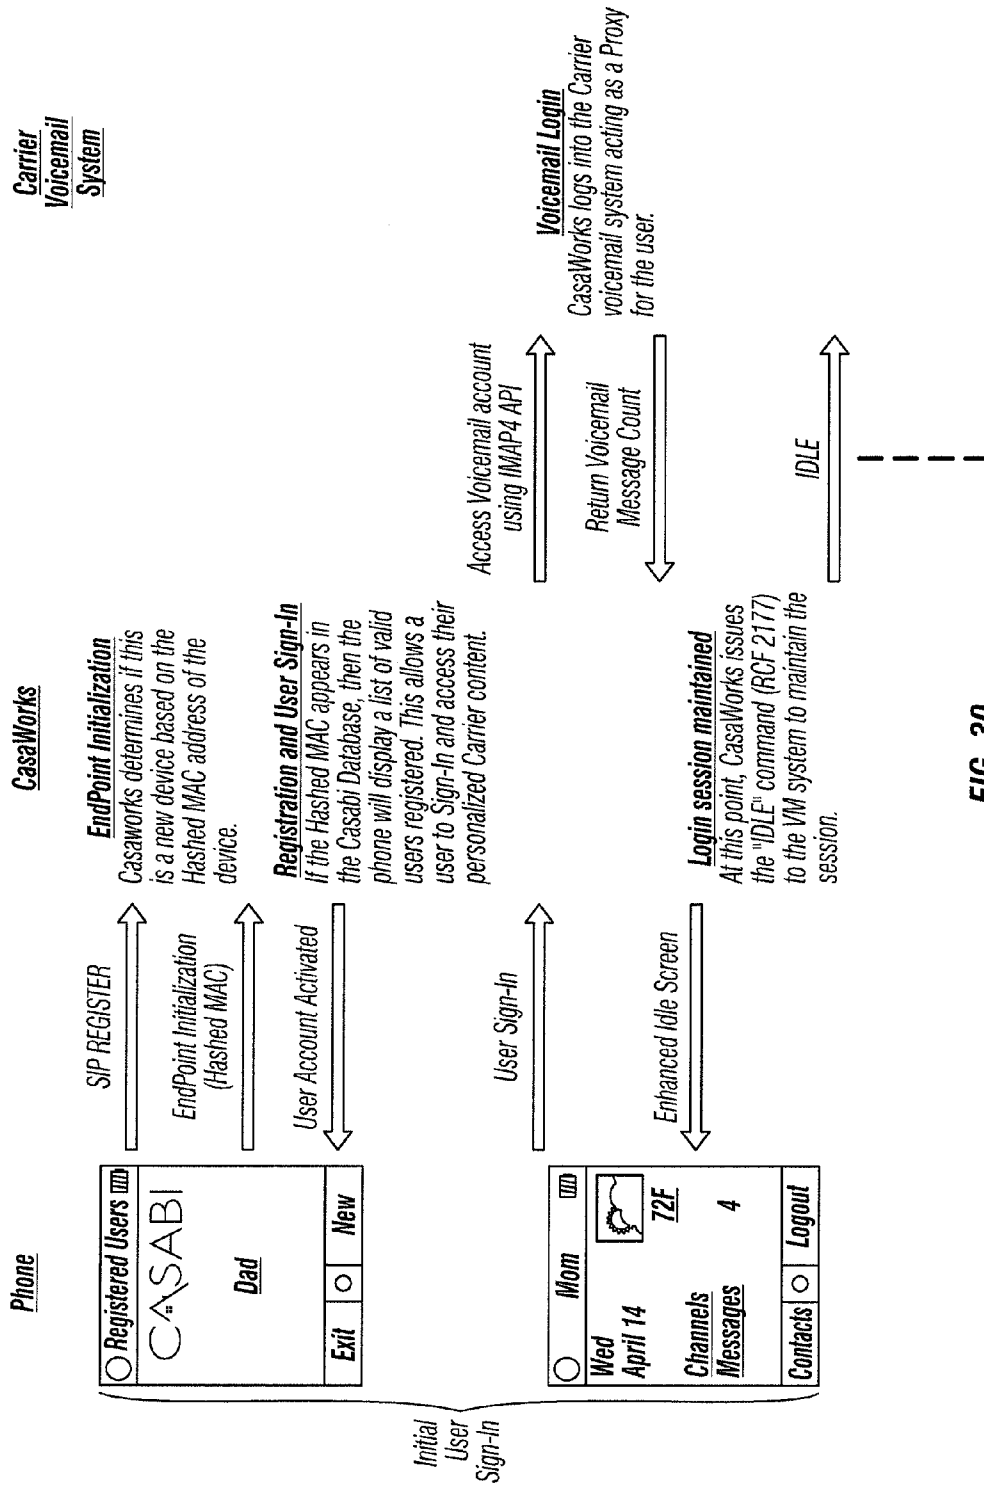 Phone
CasaWorks
Carrier
Voicemail
System
Initial
User
Sign-In
Registered Users
CASABI
Dad
Exit
New
SIP REGISTER
EndPoint Initialization
Casaworks determines if this
is a new device based on the
Hashed MAC address of the
device.
EndPoint Initialization
(Hashed MAC)
User Account Activated
Registration and User Sign-In
If the Hashed MAC appears in
the Casabi Database, then the
phone will display a list of valid
users registered. This allows a
user to Sign-In and access their
personalized Carrier content.
User Sign-In
Access Voicemail account
using IMAP4 API
Voicemail Login
CasaWorks logs into the Carrier
voicemail system acting as a Proxy
for the user.
Return Voicemail
Message Count
Mom
Wed
April 14
72F
Channels
Messages 4
Contacts
Logout
Enhanced Idle Screen
Login session maintained
At this point, CasaWorks issues
the "IDLE" command (RCF 2177)
to the VM system to maintain the
session.
IDLE
FIG.